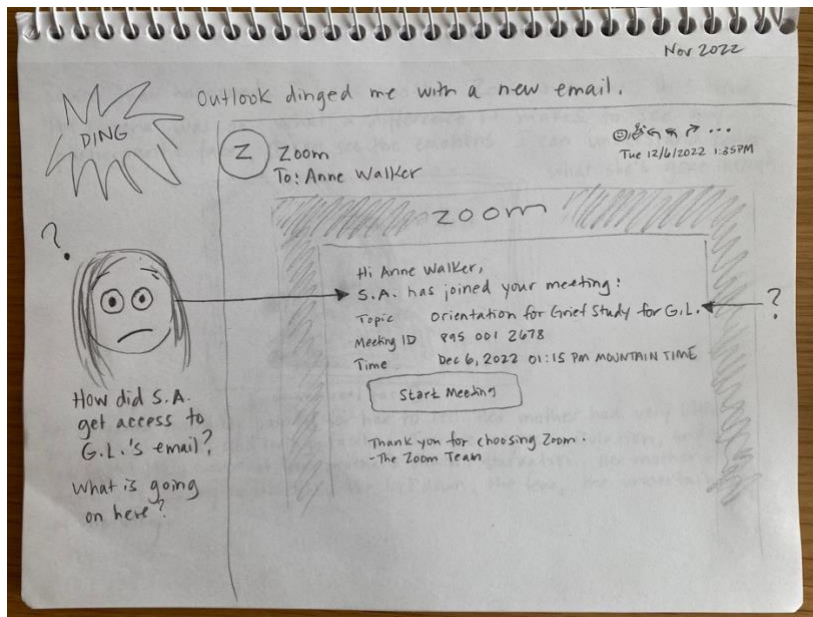 Nov 2022
Outlook dinged me with a new email.
DING
Z
Zoom
To: Anne Walker
Tue 12/6/2022 1:35PM
zoom
?
Hi Anne Walker,
S.A. has joined your meeting:
Topic Orientation for Grief Study for G.L.
?
Meeting ID 895 001 2678
Time Dec 6, 2022 01:15 PM MOUNTAIN TIME
Start Meeting
Thank you for choosing Zoom.
-The Zoom Team
How did S.A.
get access to
G.L.'s email?
What is going
on here?